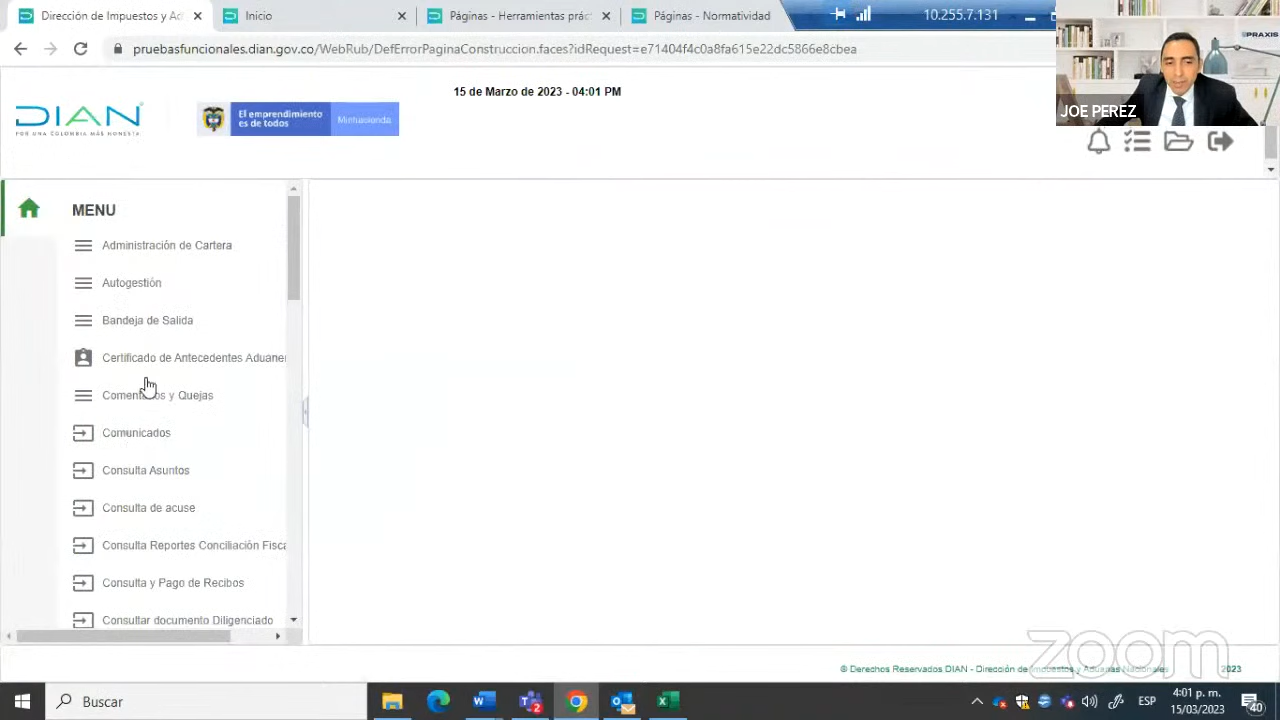 Dirección de Impuestos y Ad
Inicio
Páginas - Herramientas prác
Páginas - Normatividad
10.255.7.131
pruebasfuncionales.dian.gov.co/WebRub/DefErrorPaginaConstruccion.faces?idRequest=e71404f4c0a8fa615e22dc5866e8cbea
PRAXIS
JOE PEREZ
15 de Marzo de 2023 - 04:01 PM
DIAN
POR UNA COLOMBIA MÁS HONESTA
El emprendimiento
es de todos
Minhacienda
MENU
Administración de Cartera
Autogestión
Bandeja de Salida
Certificado de Antecedentes Aduaner
Comentarios y Quejas
Comunicados
Consulta Asuntos
Consulta de acuse
Consulta Reportes Conciliación Fisca
Consulta y Pago de Recibos
Consultar documento Diligenciado
zoom
© Derechos Reservados DIAN - Dirección de Impuestos y Aduanas Nacionales 2023
Buscar
ESP
4:01 p. m.
15/03/2023
40